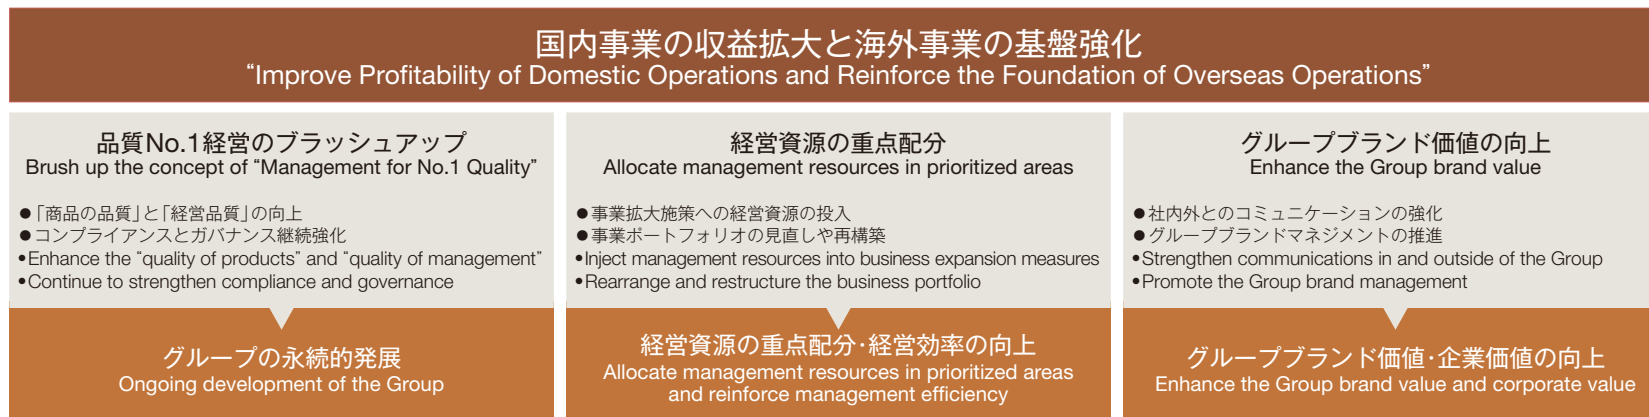 国内事業の収益拡大と海外事業の基盤強化
“Improve Profitability of Domestic Operations and Reinforce the Foundation of Overseas Operations”
品質No.1経営のブラッシュアップ
Brush up the concept of “Management for No.1 Quality”
●「商品の品質」と「経営品質」の向上
●コンプライアンスとガバナンス継続強化
•Enhance the “quality of products” and “quality of management”
•Continue to strengthen compliance and governance
グループの永続的発展
Ongoing development of the Group
経営資源の重点配分
Allocate management resources in prioritized areas
●事業拡大施策への経営資源の投入
●事業ポートフォリオの見直しや再構築
•Inject management resources into business expansion measures
•Rearrange and restructure the business portfolio
経営資源の重点配分・経営効率の向上
Allocate management resources in prioritized areas
and reinforce management efficiency
グループブランド価値の向上
Enhance the Group brand value
●社内外とのコミュニケーションの強化
●グループブランドマネジメントの推進
•Strengthen communications in and outside of the Group
•Promote the Group brand management
グループブランド価値・企業価値の向上
Enhance the Group brand value and corporate value